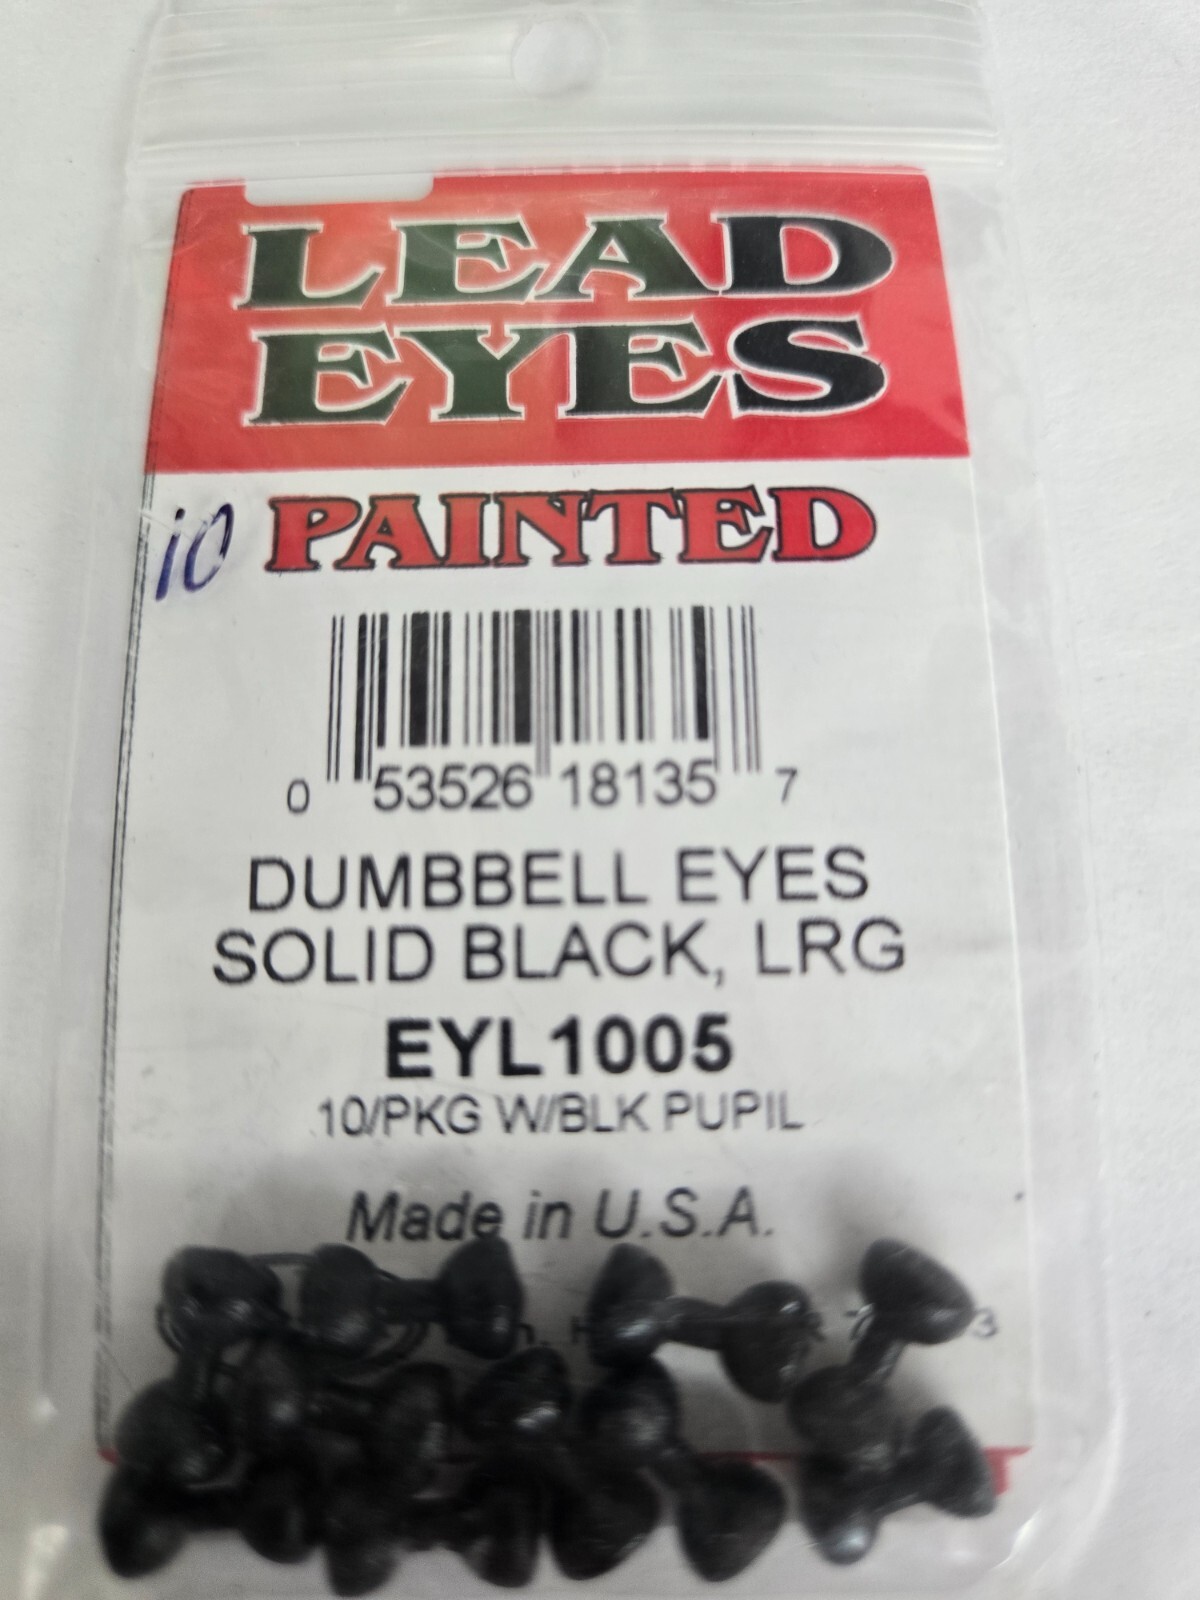 LEAD
EYES
10 PAINTED
0 53526 18135 7
DUMBBELL EYES
SOLID BLACK, LRG
EYL1005
10/PKG W/BLK PUPIL
Made in U.S.A.